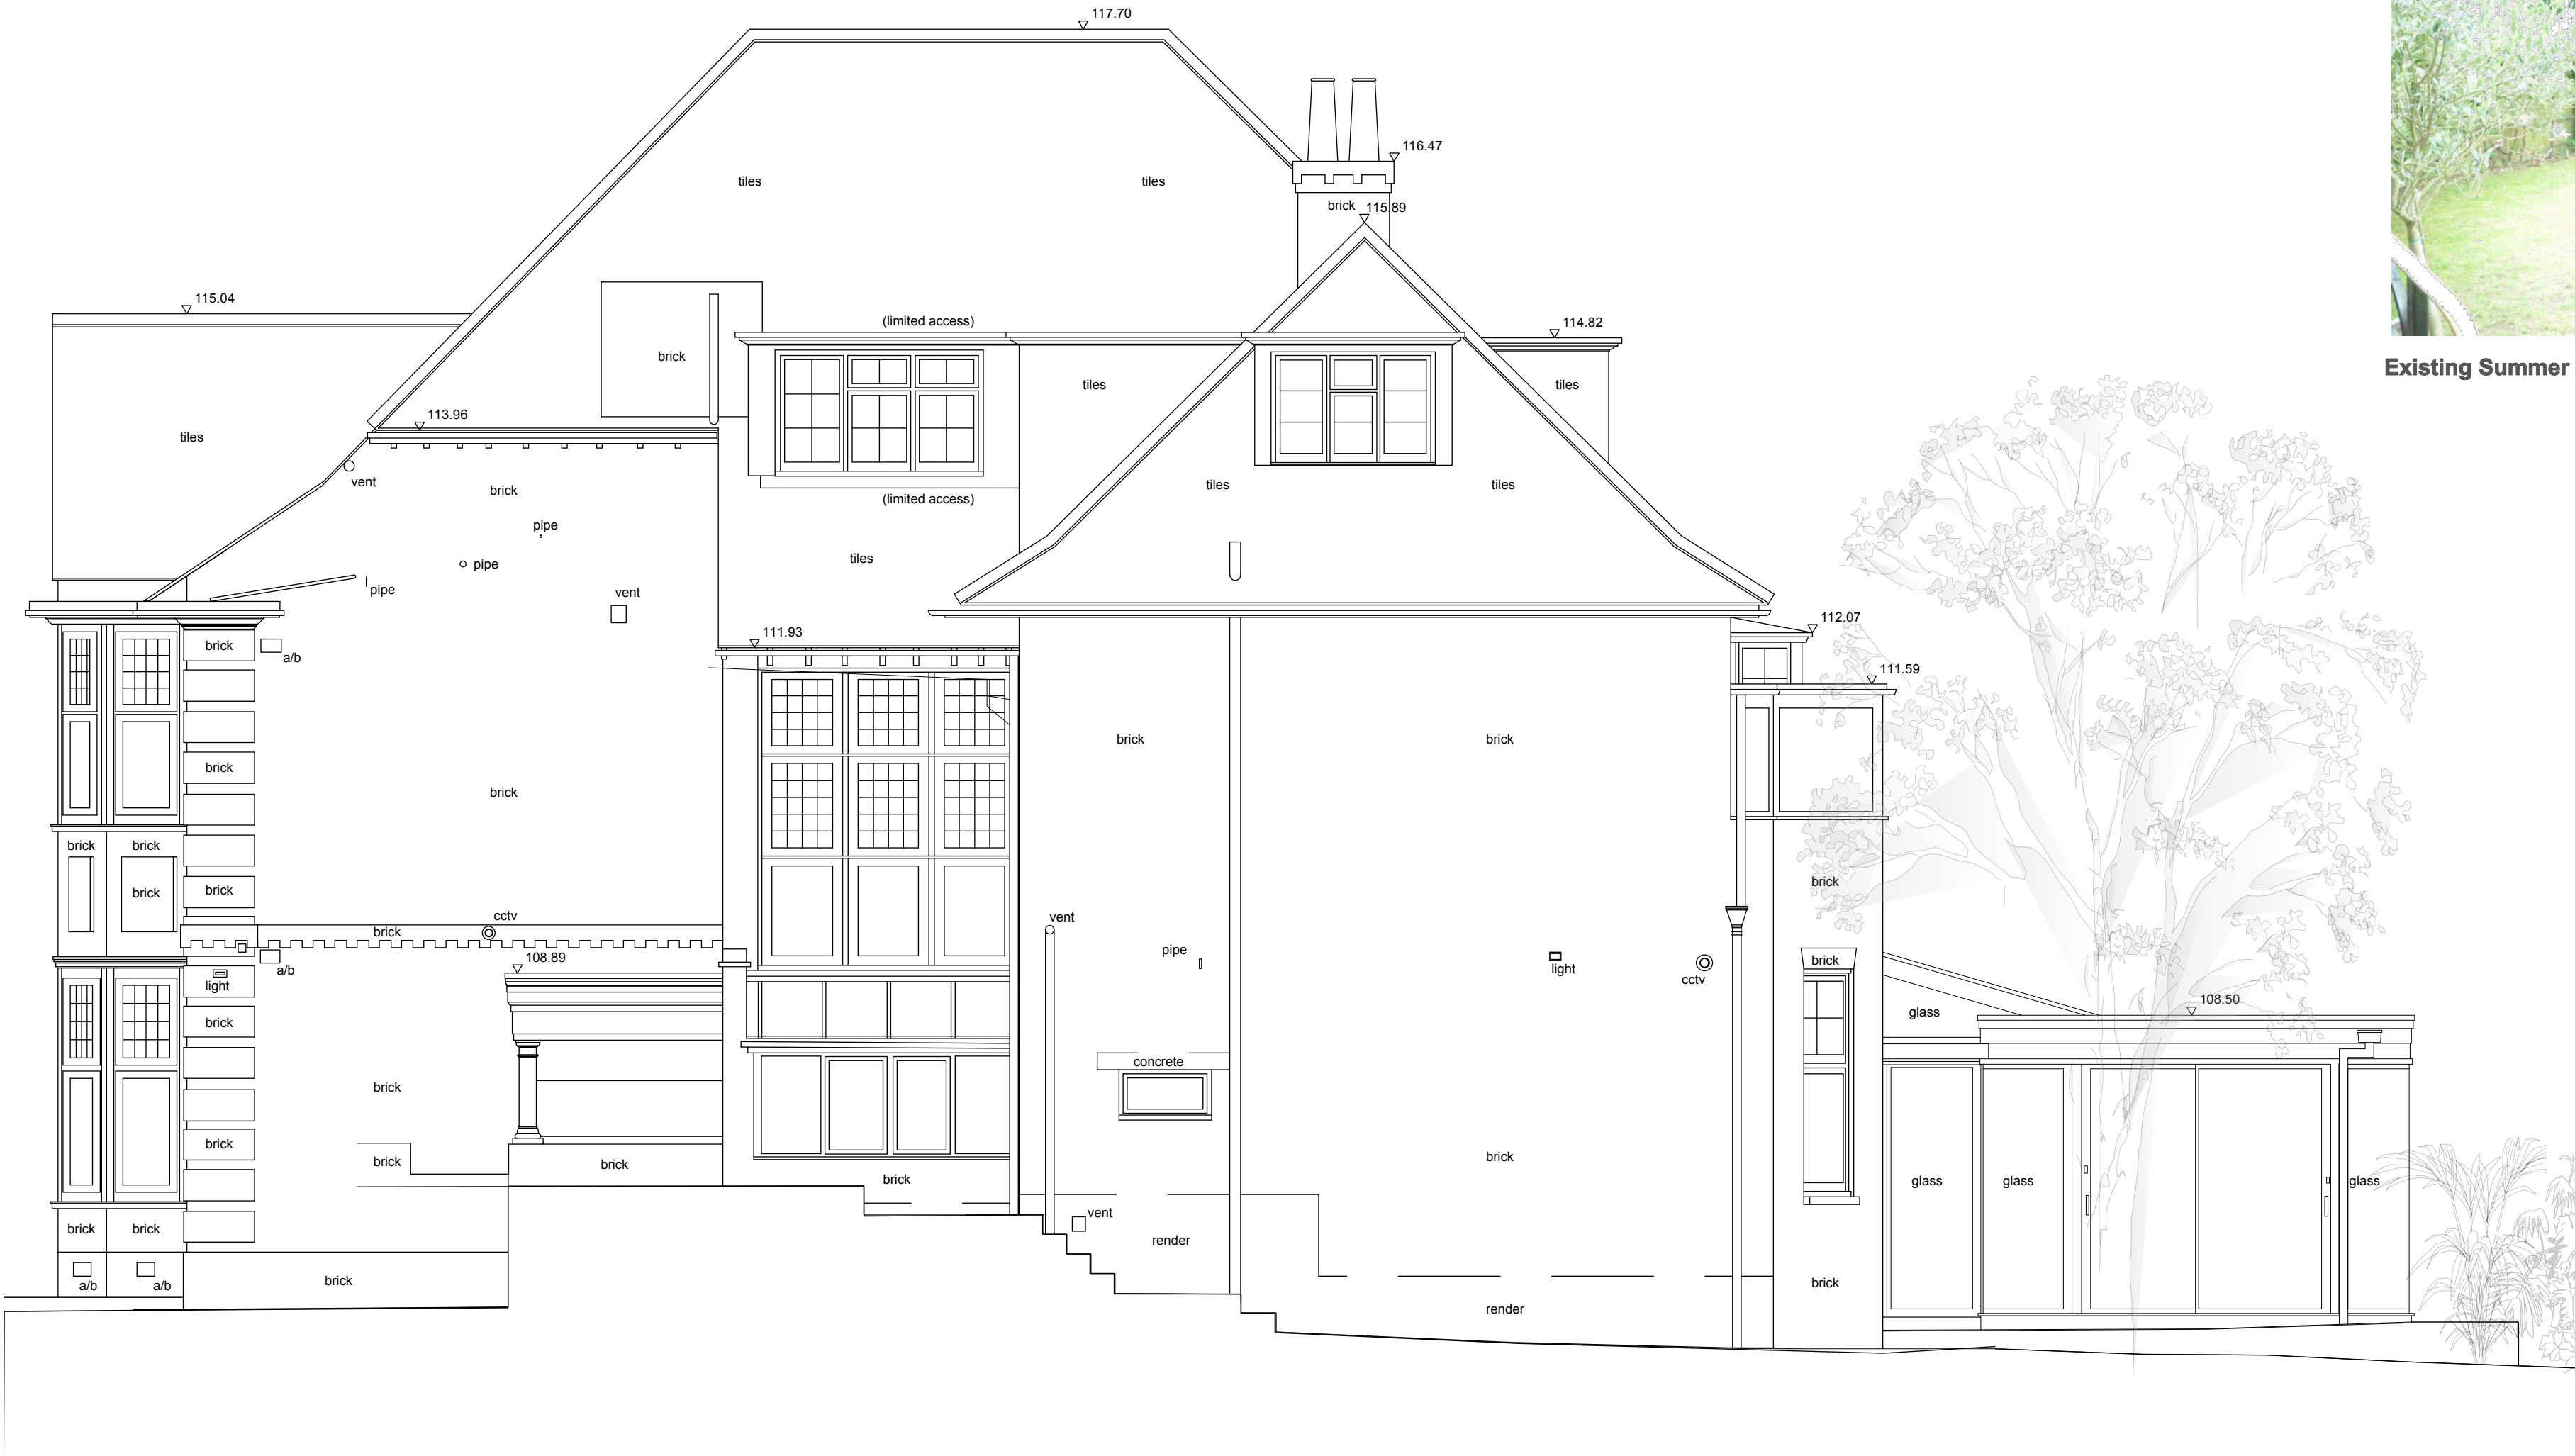 117.70
116.47
tiles
tiles
brick
115.89
115.04
(limited access)
114.82
brick
Existing Summer
tiles
tiles
113.96
tiles
vent
brick
(limited access)
tiles
tiles
pipe
tiles
pipe
pipe
vent
112.07
111.93
brick
a/b
111.59
brick
brick
brick
brick
brick
brick
brick
brick
brick
brick
cctv
vent
brick
pipe
108.89
brick
a/b
light
light
cctv
108.50
glass
brick
concrete
brick
brick
brick
brick
brick
brick
brick
glass
glass
glass
vent
brick
brick
render
brick
a/b
a/b
brick
render